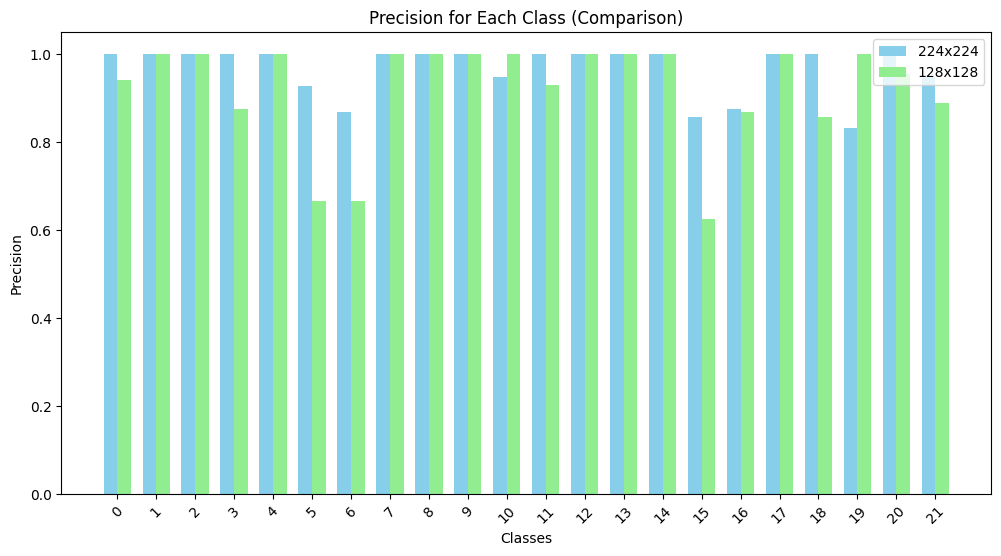 Precision for Each Class (Comparison)
224x224
128x128
Precision
1.0
0.8
0.6
0.4
0.2
0.0
0 1 2 3 4 5 6 7 8 9 10 11 12 13 14 15 16 17 18 19 20 21
Classes